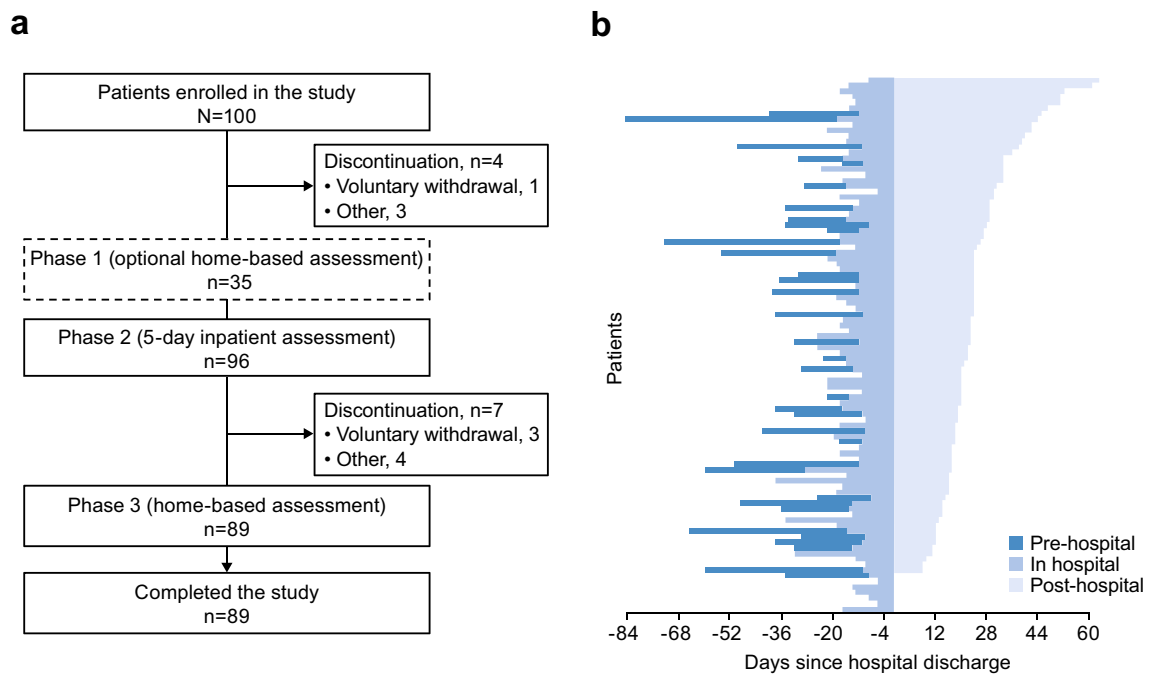 a
Patients enrolled in the study
N=100
Discontinuation, n=4
• Voluntary withdrawal, 1
• Other, 3
Phase 1 (optional home-based assessment)
n=35
Phase 2 (5-day inpatient assessment)
n=96
Discontinuation, n=7
• Voluntary withdrawal, 3
• Other, 4
Phase 3 (home-based assessment)
n=89
Completed the study
n=89
b
Patients
Pre-hospital
In hospital
Post-hospital
-84 -68 -52 -36 -20 -4 12 28 44 60
Days since hospital discharge